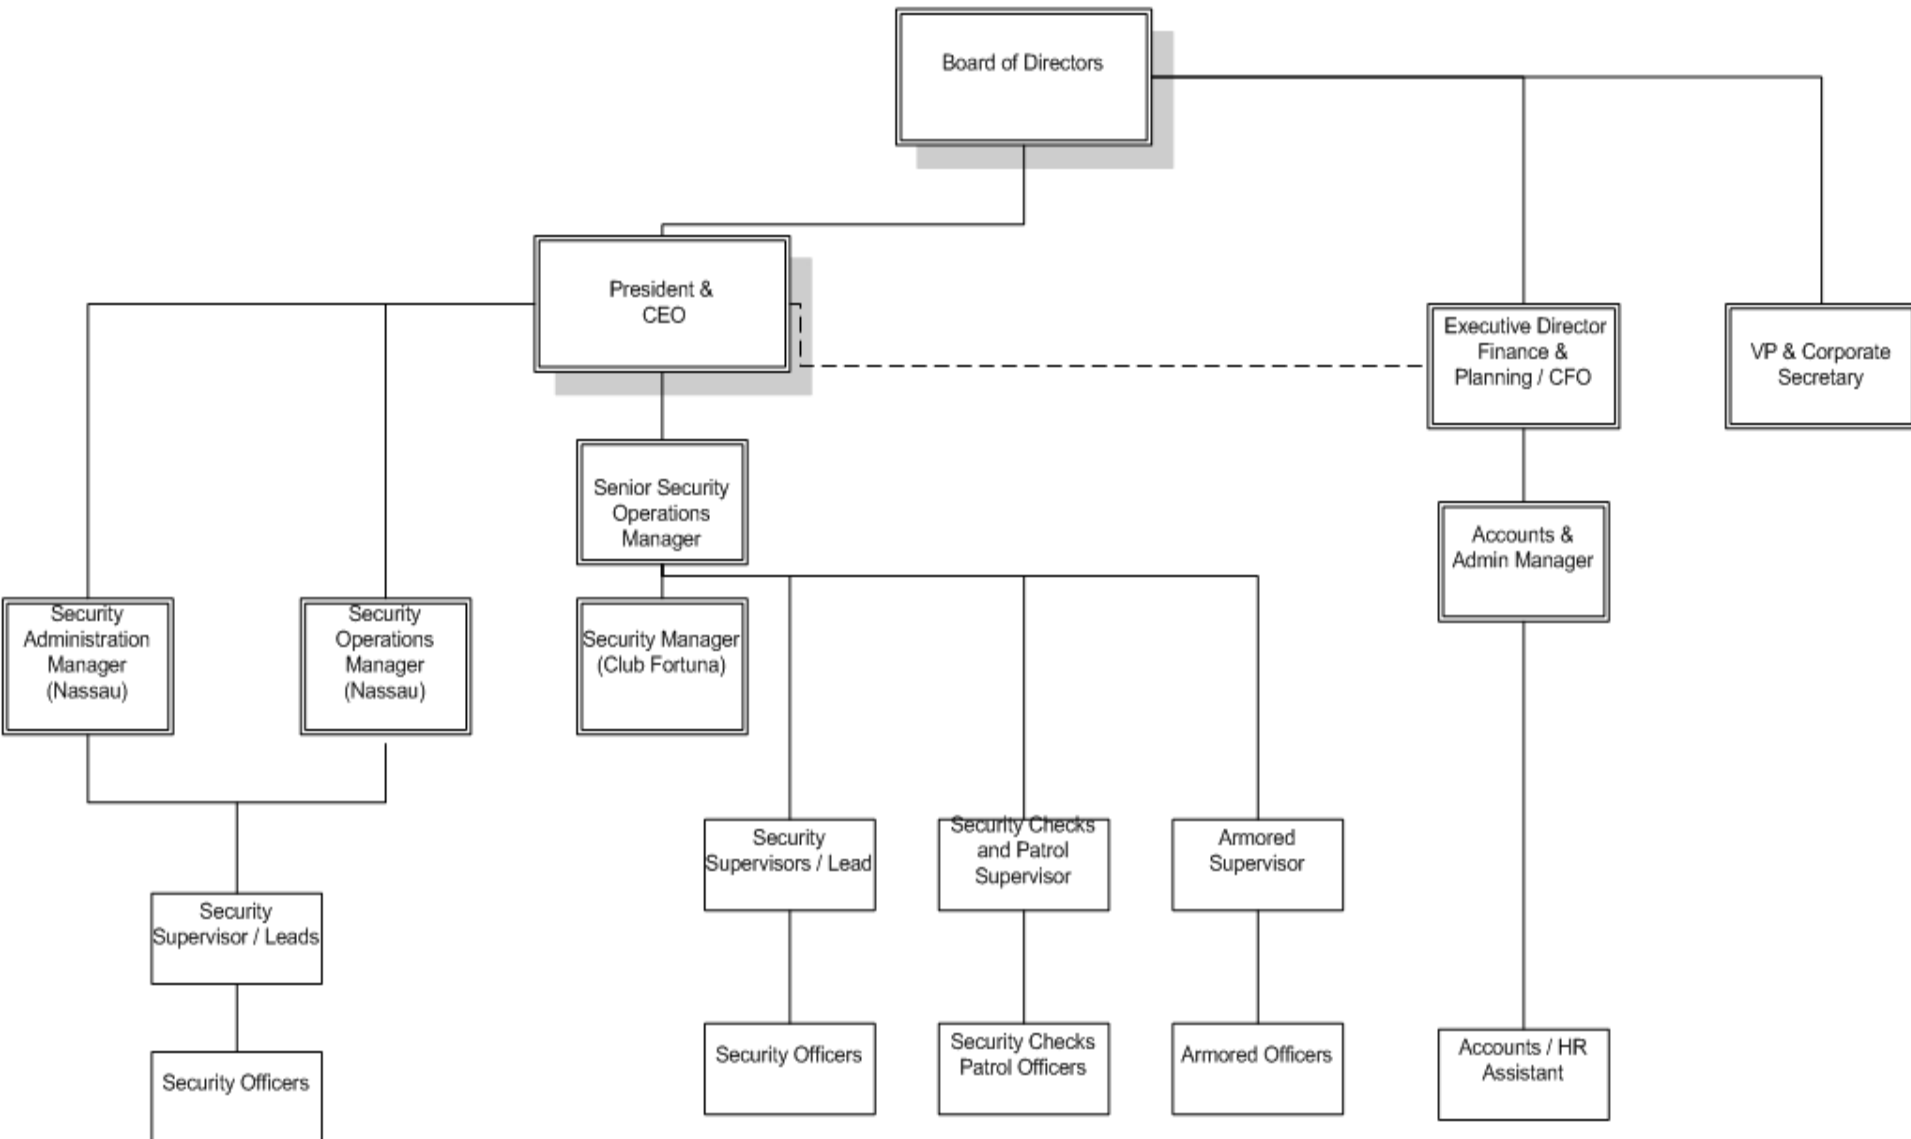 Board of Directors
President &
CEO
Executive Director
Finance &
Planning / CFO
VP & Corporate
Secretary
Senior Security
Operations
Manager
Accounts &
Admin Manager
Security
Administration
Manager
(Nassau)
Security
Operations
Manager
(Nassau)
Security Manager
(Club Fortuna)
Security
Supervisors / Lead
Security Checks
and Patrol
Supervisor
Armored
Supervisor
Security
Supervisor / Leads
Security Officers
Security Checks
Patrol Officers
Armored Officers
Accounts / HR
Assistant
Security Officers